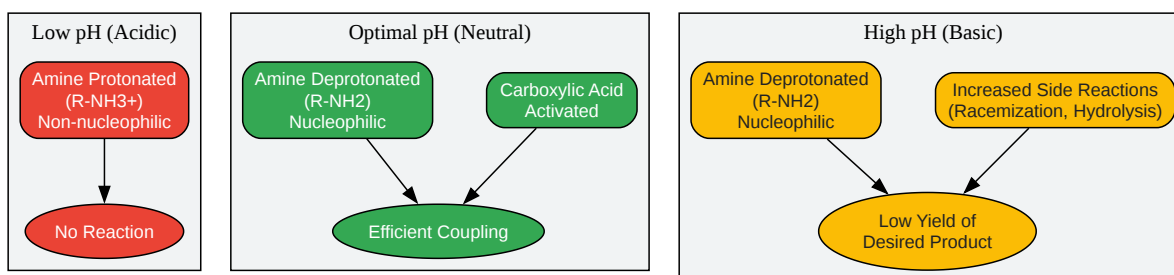 Low pH (Acidic)
Amine Protonated
(R-NH3+)
Non-nucleophilic
No Reaction
Optimal pH (Neutral)
Amine Deprotonated
(R-NH2)
Nucleophilic
Carboxylic Acid
Activated
Efficient Coupling
High pH (Basic)
Amine Deprotonated
(R-NH2)
Nucleophilic
Increased Side Reactions
(Racemization, Hydrolysis)
Low Yield of
Desired Product